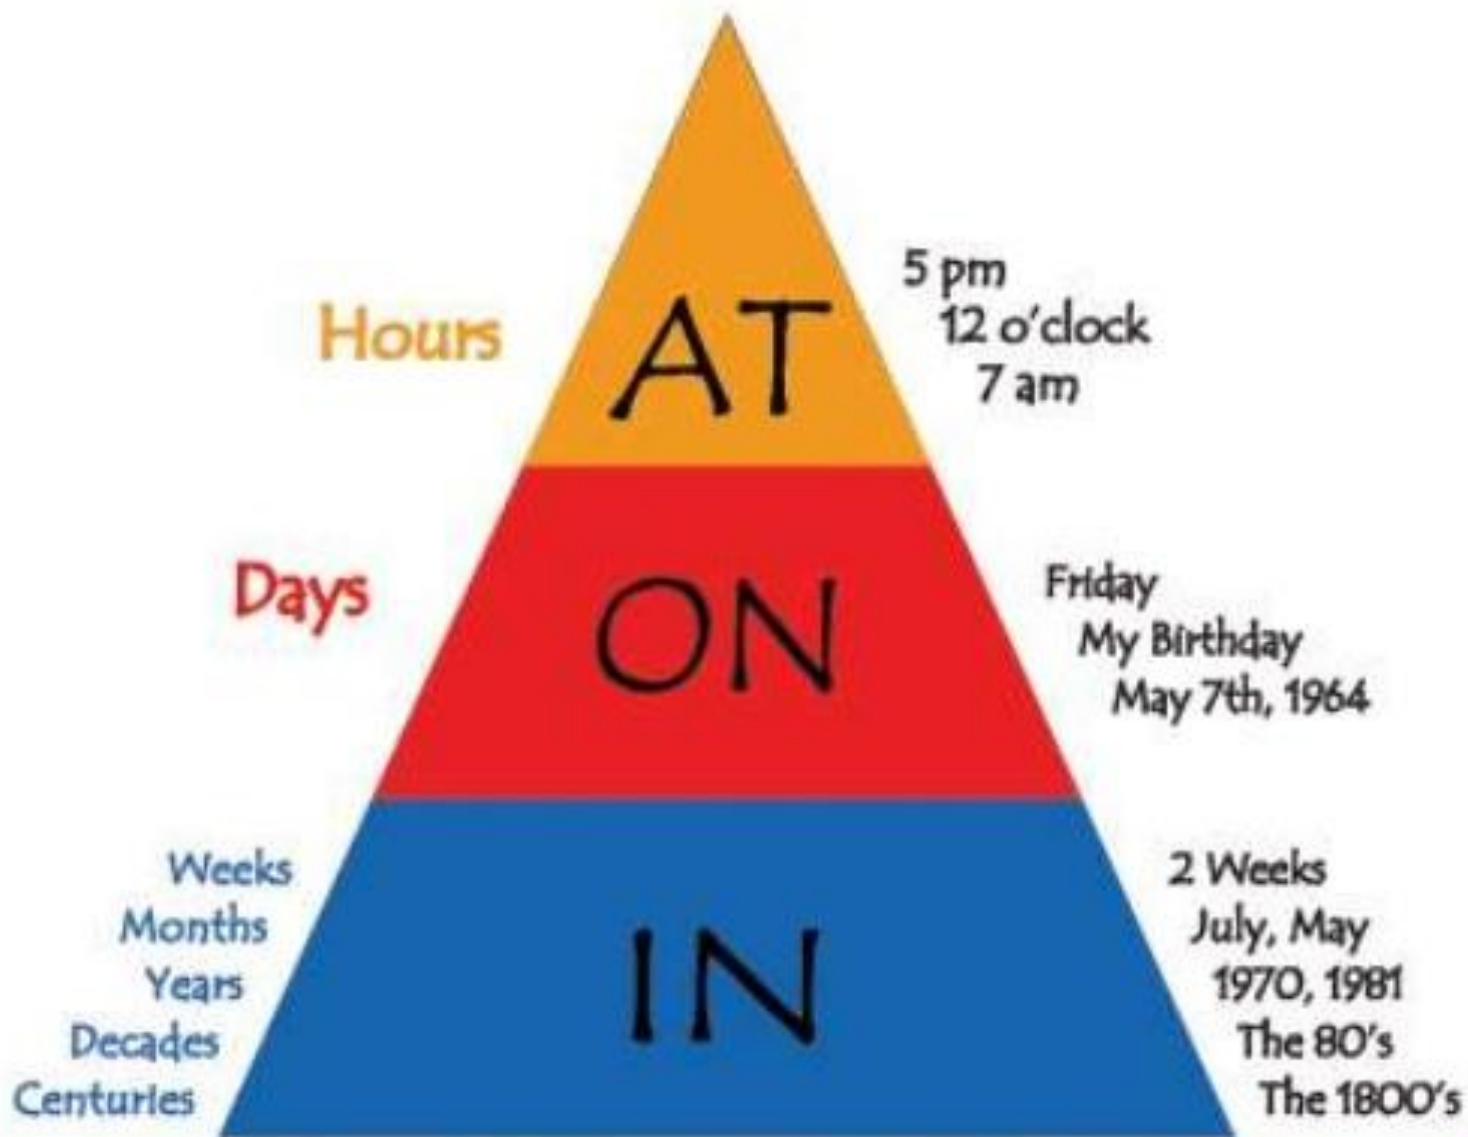 Hours
AT
5 pm
12 o'clock
7 am
Days
ON
Friday
My Birthday
May 7th, 1964
Weeks
Months
Years
Decades
Centuries
IN
2 Weeks
July, May
1970, 1981
The 80's
The 1800's